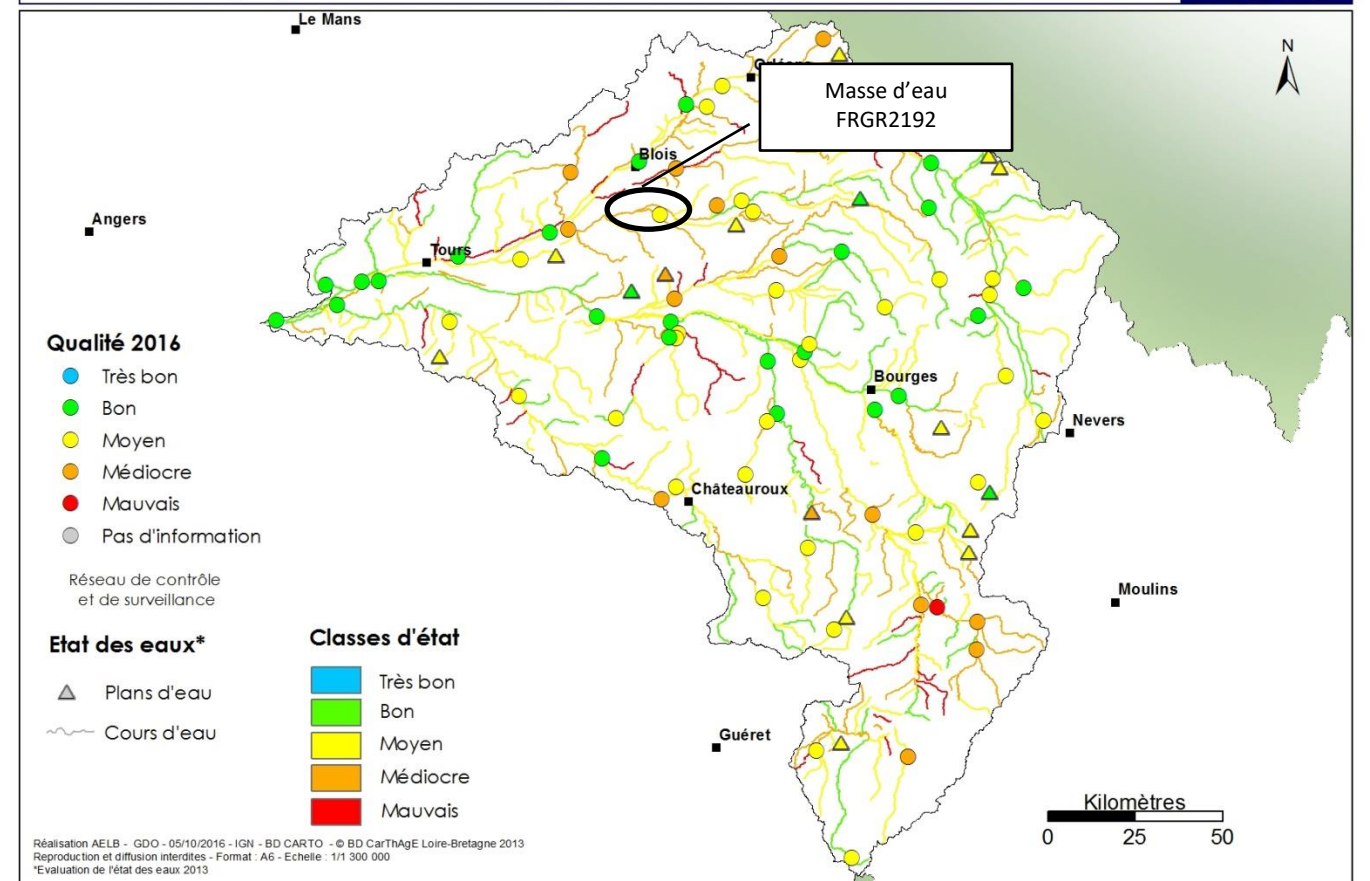 Le Mans
N
Masse d'eau
FRGR2192
Blois
Angers
Tours
Qualité 2016
Très bon
Bon
Moyen
Médiocre
Mauvais
Pas d'information
Réseau de contrôle
et de surveillance
Bourges
Nevers
Châteauroux
Moulins
Etat des eaux*
Plans d'eau
Cours d'eau
Classes d'état
Très bon
Bon
Moyen
Médiocre
Mauvais
Guéret
Kilomètres
0 25 50
Réalisation AELB - GDO - 05/10/2016 - IGN - BD CARTO - © BD CarThAgE Loire-Bretagne 2013
Reproduction et diffusion interdites - Format : A6 - Echelle : 1/1 300 000
*Evaluation de l'état des eaux 2013